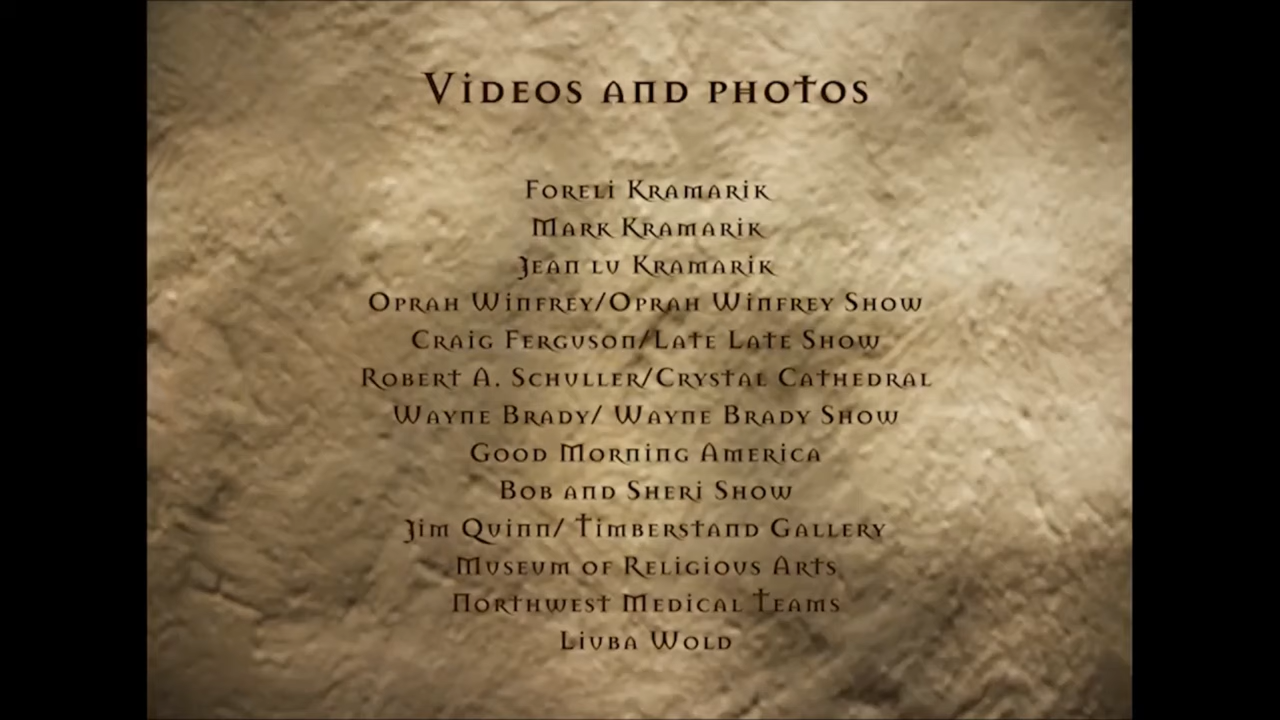 Videos and photos
Foreli Kramarik
Mark Kramarik
Jean lu Kramarik
Oprah Winfrey/Oprah Winfrey Show
Craig Ferguson/Late Late Show
Robert A. Schuller/Crystal Cathedral
Wayne Brady/ Wayne Brady Show
Good Morning America
Bob and Sheri Show
Jim Quinn/ Timberstand Gallery
Museum of Religious Arts
Northwest Medical Teams
Liuba Wold